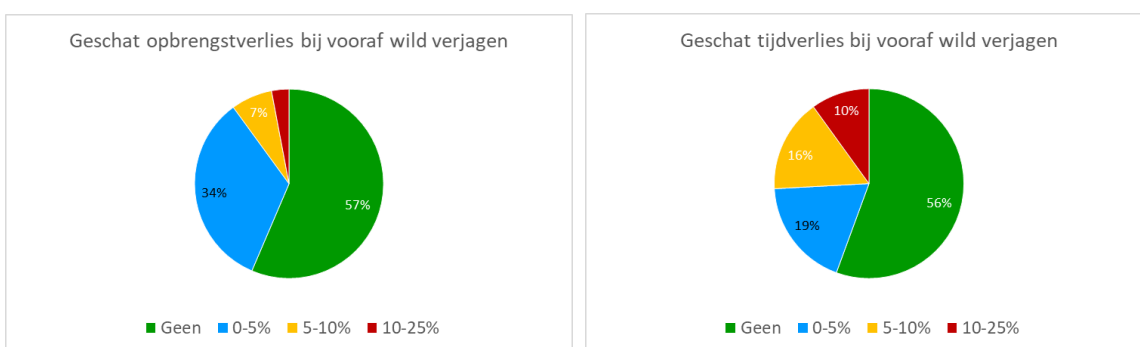 Geschat opbrengstverlies bij vooraf wild verjagen
7%
34%
57%
Geen 0-5% 5-10% 10-25%
Geschat tijdverlies bij vooraf wild verjagen
10%
16%
56%
19%
Geen 0-5% 5-10% 10-25%